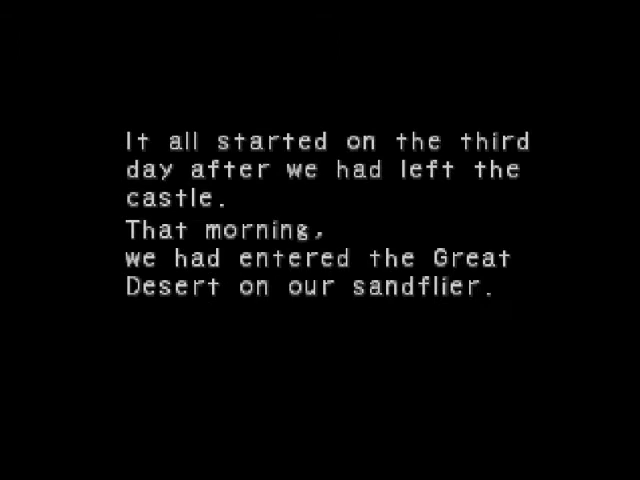 It all started on the third
day after we had left the
castle.
That morning,
we had entered the Great
Desert on our sandflier.